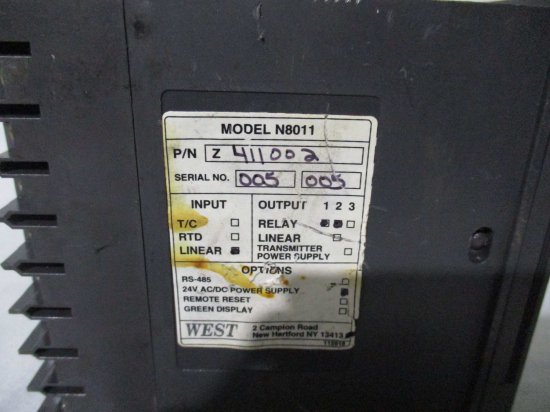 MODEL N8011
P/N Z 411002
SERIAL NO. 005 005
INPUT OUTPUT 1 2 3
T/C RELAY
RTD LINEAR
LINEAR TRANSMITTER POWER SUPPLY
OPTIONS
RS-485
24V AC/DC POWER SUPPLY
REMOTE RESET
GREEN DISPLAY
WEST 2 Campion Road
New Hartford NY 13413